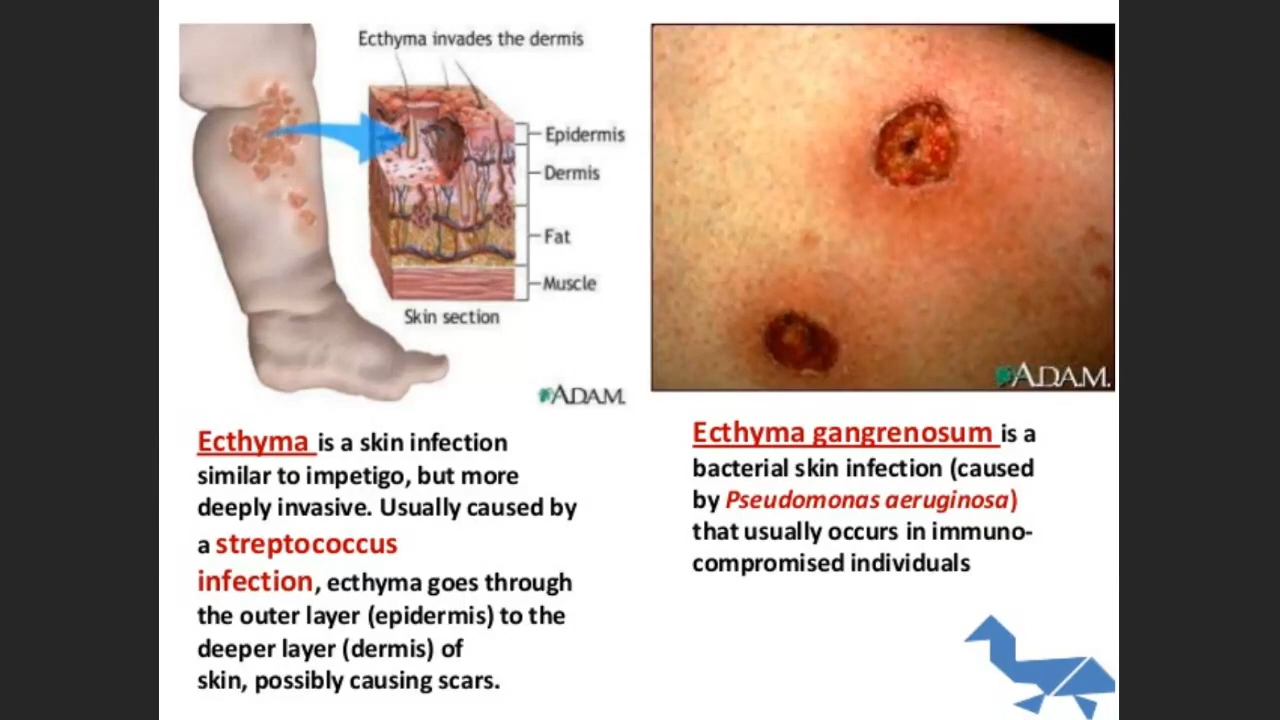 Ecthyma invades the dermis
Epidermis
Dermis
Fat
Muscle
Skin section
ADAM.
ADAM.
Ecthyma is a skin infection
similar to impetigo, but more
deeply invasive. Usually caused by
a streptococcus
infection, ecthyma goes through
the outer layer (epidermis) to the
deeper layer (dermis) of
skin, possibly causing scars.
Ecthyma gangrenosum is a
bacterial skin infection (caused
by Pseudomonas aeruginosa)
that usually occurs in immuno-
compromised individuals